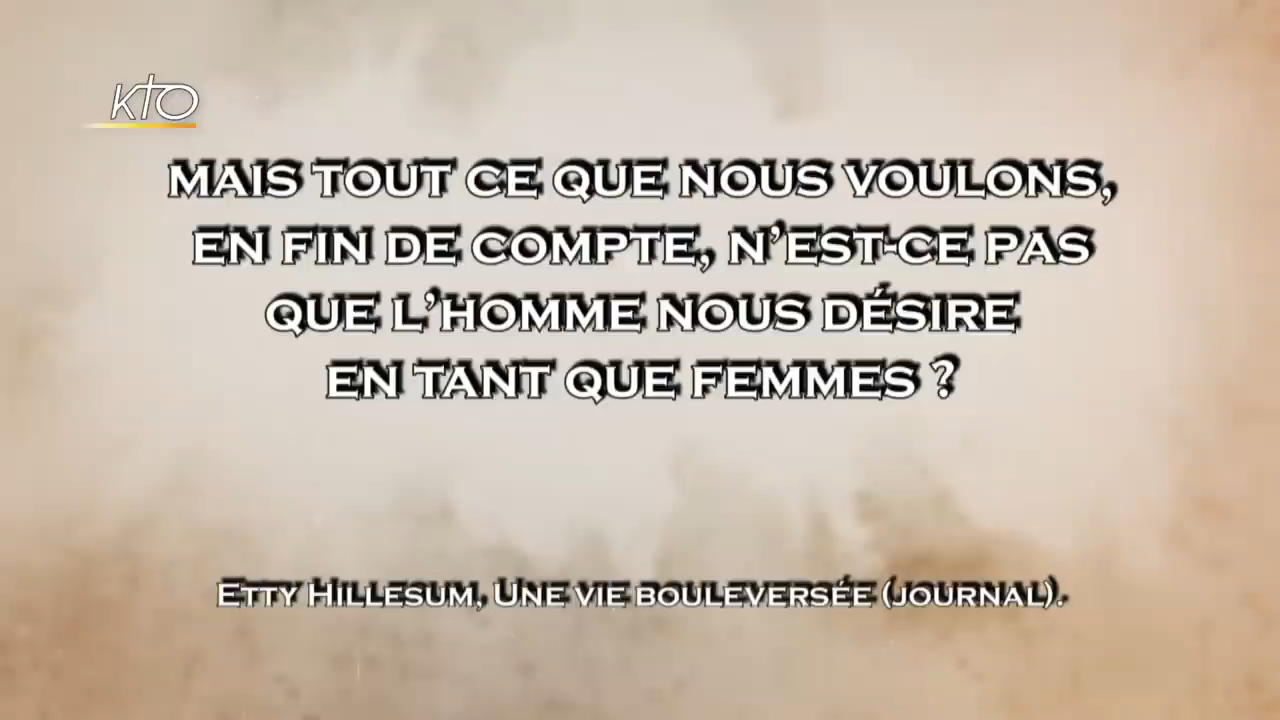 KTO
MAIS TOUT CE QUE NOUS VOULONS,
EN FIN DE COMPTE, N'EST-CE PAS
QUE L'HOMME NOUS DÉSIRE
EN TANT QUE FEMMES ?
ETTY HILLESUM, UNE VIE BOULEVERSÉE (JOURNAL).